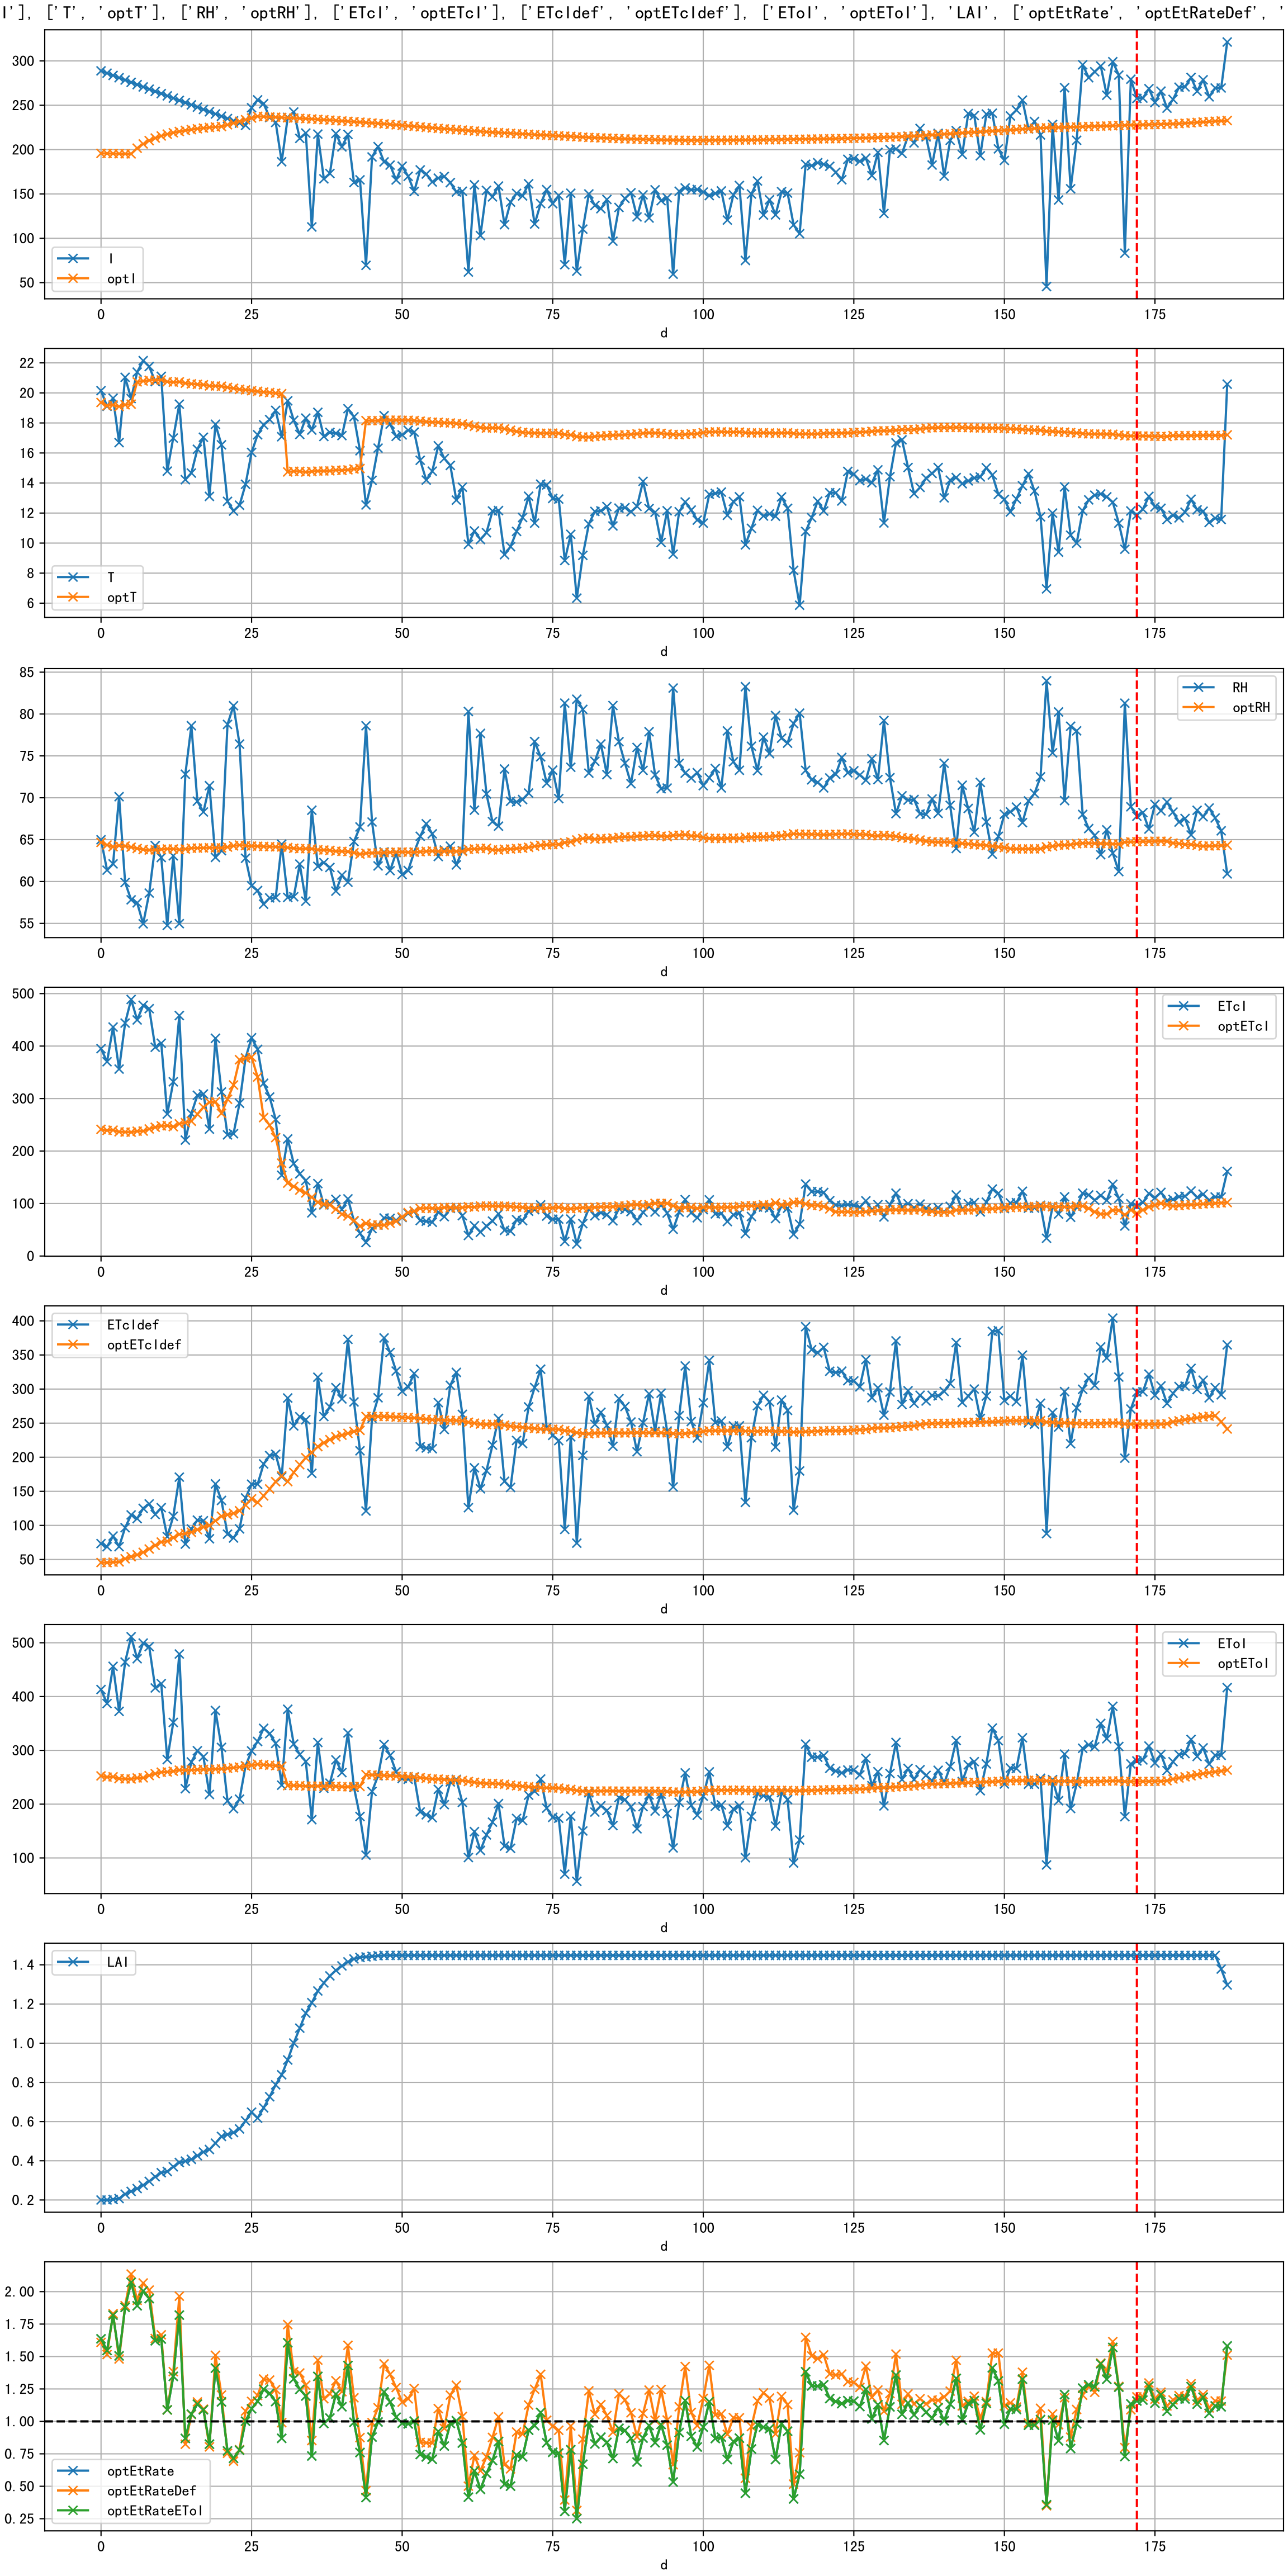 I'], ['T', 'optT'], ['RH', 'optRH'], ['ETcI', 'optETcI'], ['ETcIdef', 'optETcIdef'], ['EToI', 'optEToI'], 'LAI', ['optEtRate', 'optEtRateDef', '
300
250
200
150
100
50
I
optI
0 25 50 75 100 125 150 175
d
22
20
18
16
14
12
10
8
6
T
optT
0 25 50 75 100 125 150 175
d
85
80
75
70
65
60
55
RH
optRH
0 25 50 75 100 125 150 175
d
500
400
300
200
100
0
ETcI
optETcI
0 25 50 75 100 125 150 175
d
400
350
300
250
200
150
100
50
ETcIdef
optETcIdef
0 25 50 75 100 125 150 175
d
500
400
300
200
100
EToI
optEToI
0 25 50 75 100 125 150 175
d
1.4
1.2
1.0
0.8
0.6
0.4
0.2
LAI
0 25 50 75 100 125 150 175
d
2.00
1.75
1.50
1.25
1.00
0.75
0.50
0.25
optEtRate
optEtRateDef
optEtRateEToI
0 25 50 75 100 125 150 175
d